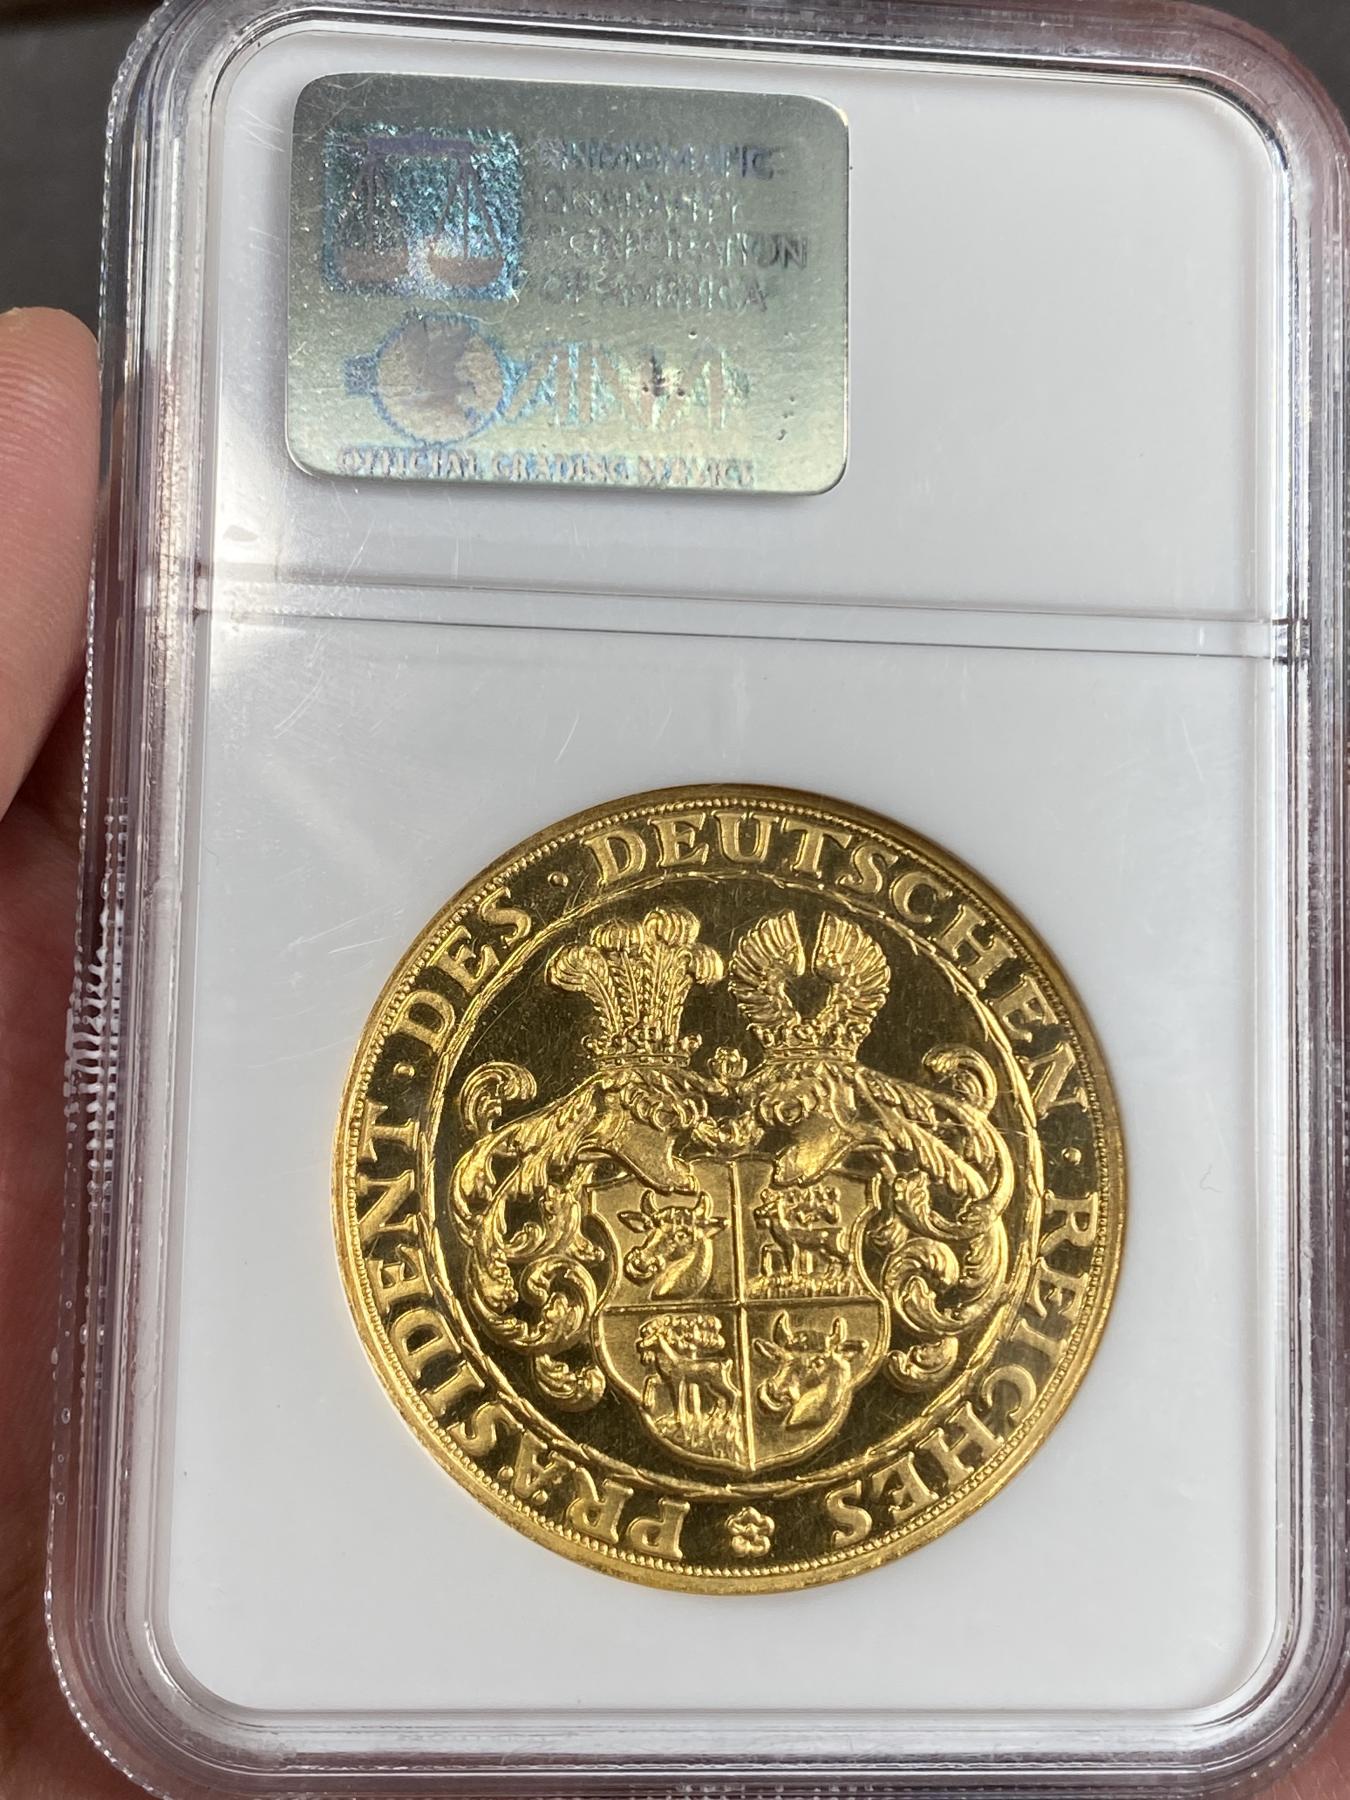 NUMISMATIC
GUARANTY
CORPORATION
OF AMERICA
OFFICIAL GRADING SERVICE
PRÄSIDENT · DES · DEUTSCHEN · REICHES